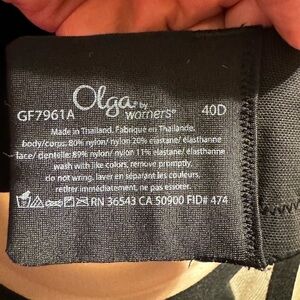 Olga® by
warners®
GF7961A
40D
Made in Thailand. Fabriqué en Thaïlande.
body/corps: 80% nylon/ nylon 20% elastane/ élasthanne
lace/ dentelle: 89% nylon/ nylon 11% elastane/ élasthanne
wash with like colors, remove promptly,
do not wring. laver en séparant les couleurs,
retirer immédiatement, ne pas essorer.
RN 36543 CA 50900 FID# 474